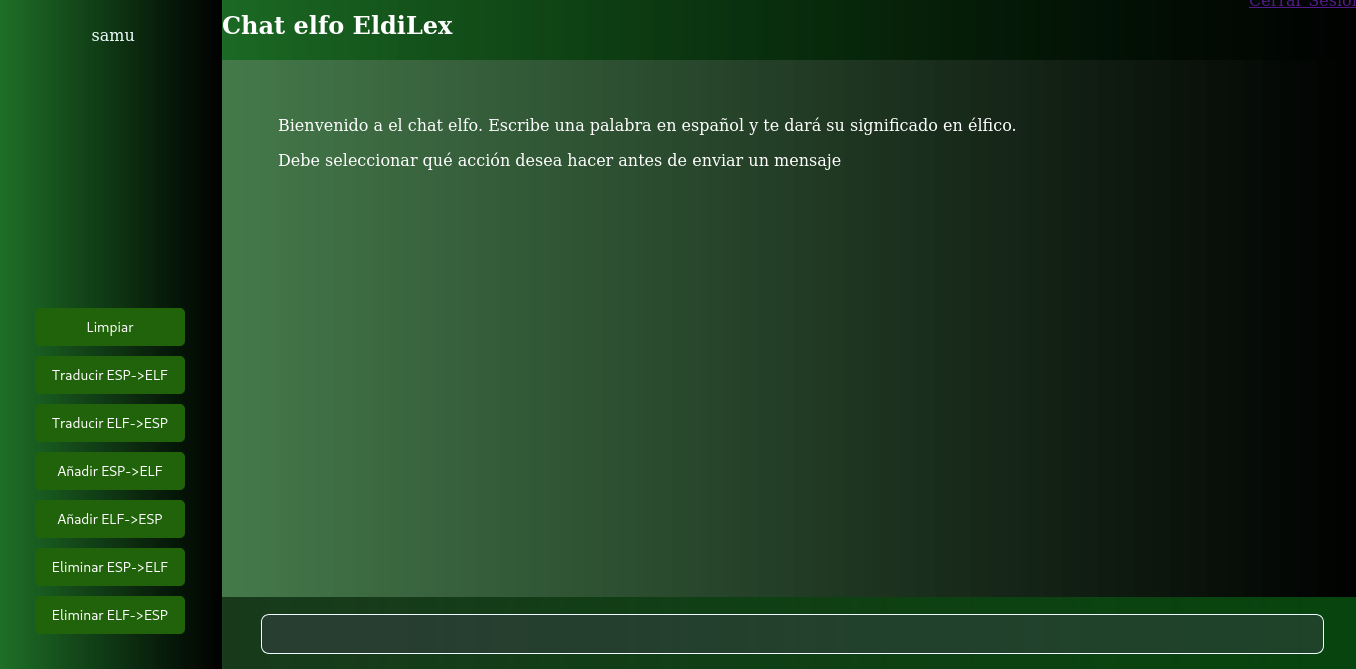 samu
Chat elfo EldiLex
Cerrar Sesión
Bienvenido a el chat elfo. Escribe una palabra en español y te dará su significado en élfico.
Debe seleccionar qué acción desea hacer antes de enviar un mensaje
Limpiar
Traducir ESP->ELF
Traducir ELF->ESP
Añadir ESP->ELF
Añadir ELF->ESP
Eliminar ESP->ELF
Eliminar ELF->ESP